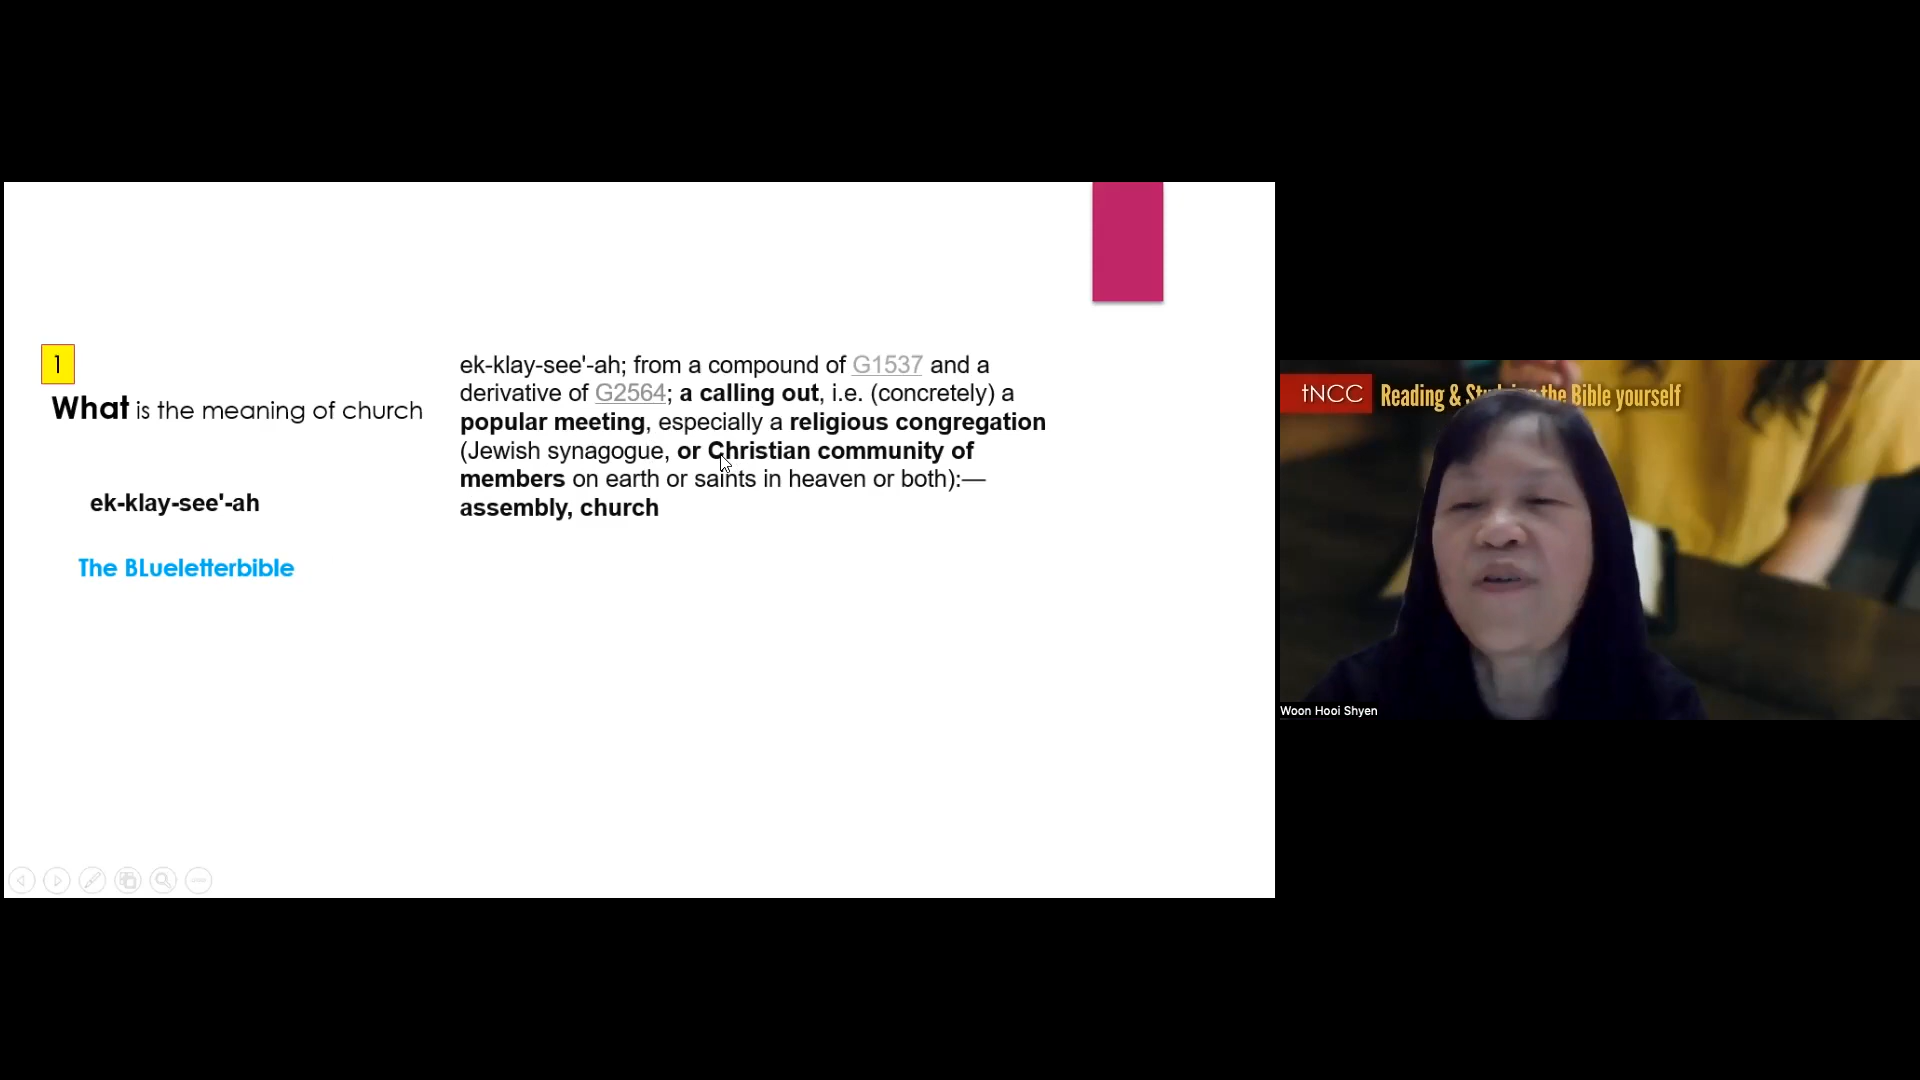 1
What is the meaning of church
ek-klay-see'-ah
The BLueletterbible
ek-klay-see'-ah; from a compound of G1537 and a
derivative of G2564; a calling out, i.e. (concretely) a
popular meeting, especially a religious congregation
(Jewish synagogue, or Christian community of
members on earth or saints in heaven or both):—
assembly, church
tNCC Reading & the Bible yourself
Woon Hooi Shyen